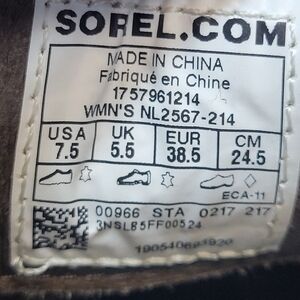 SOREL.COM
MADE IN CHINA
Fabriqué en Chine
1757961214
WMN'S NL2567-214
USA UK EUR CM
7.5 5.5 38.5 24.5
ECA-11
00966 STA 0217 217